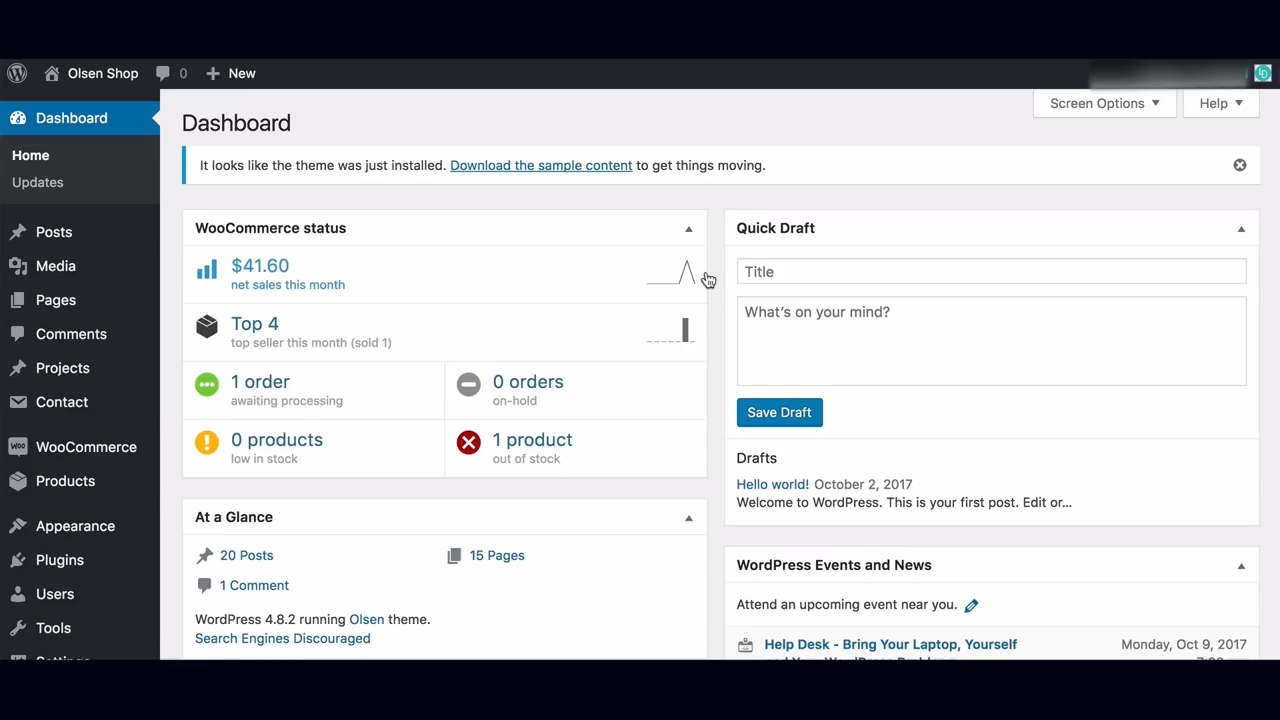 Olsen Shop 0 New
Dashboard
Home
Updates
Posts
Media
Pages
Comments
Projects
Contact
WooCommerce
Products
Appearance
Plugins
Users
Tools
Screen Options Help
Dashboard
It looks like the theme was just installed. Download the sample content to get things moving.
WooCommerce status
$41.60
net sales this month
Top 4
top seller this month (sold 1)
1 order
awaiting processing
0 orders
on-hold
0 products
low in stock
1 product
out of stock
At a Glance
20 Posts
15 Pages
1 Comment
WordPress 4.8.2 running Olsen theme.
Search Engines Discouraged
Quick Draft
Title
What's on your mind?
Save Draft
Drafts
Hello world! October 2, 2017
Welcome to WordPress. This is your first post. Edit or…
WordPress Events and News
Attend an upcoming event near you.
Help Desk - Bring Your Laptop, Yourself
Monday, Oct 9, 2017